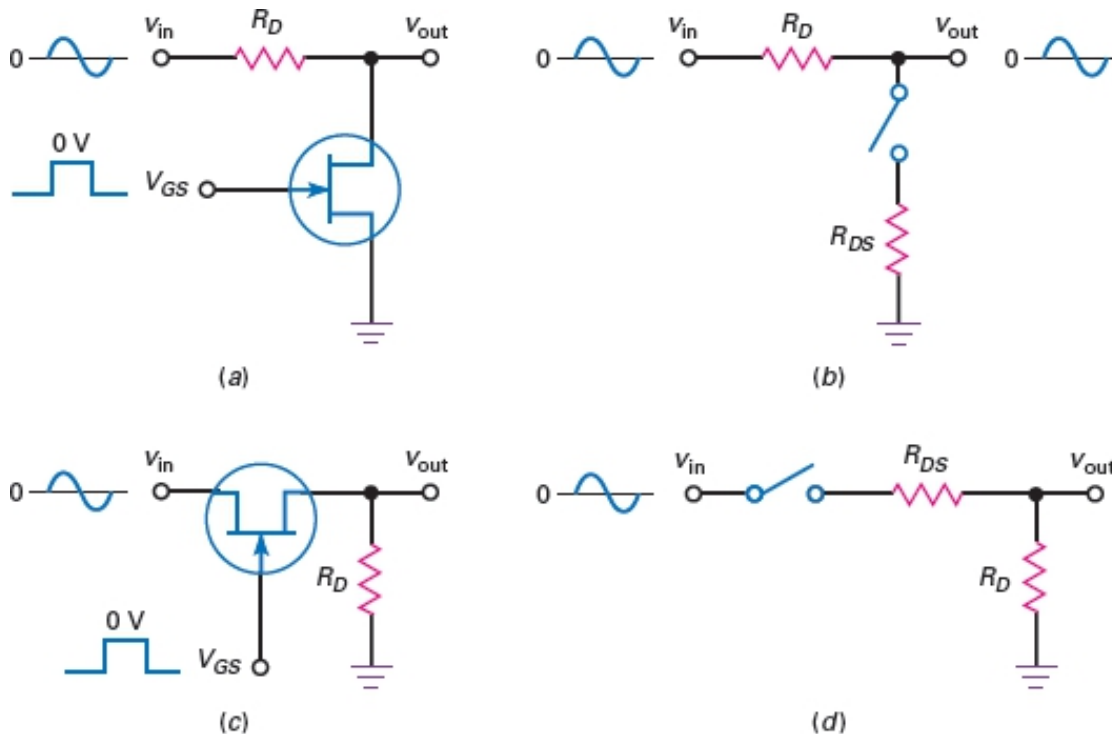 v_in R_D v_out
0
0 V
V_GS
(a)
v_in R_D v_out
0 0
R_DS
(b)
v_in v_out
0
R_D
0 V
V_GS
(c)
v_in R_DS v_out
0
R_D
(d)